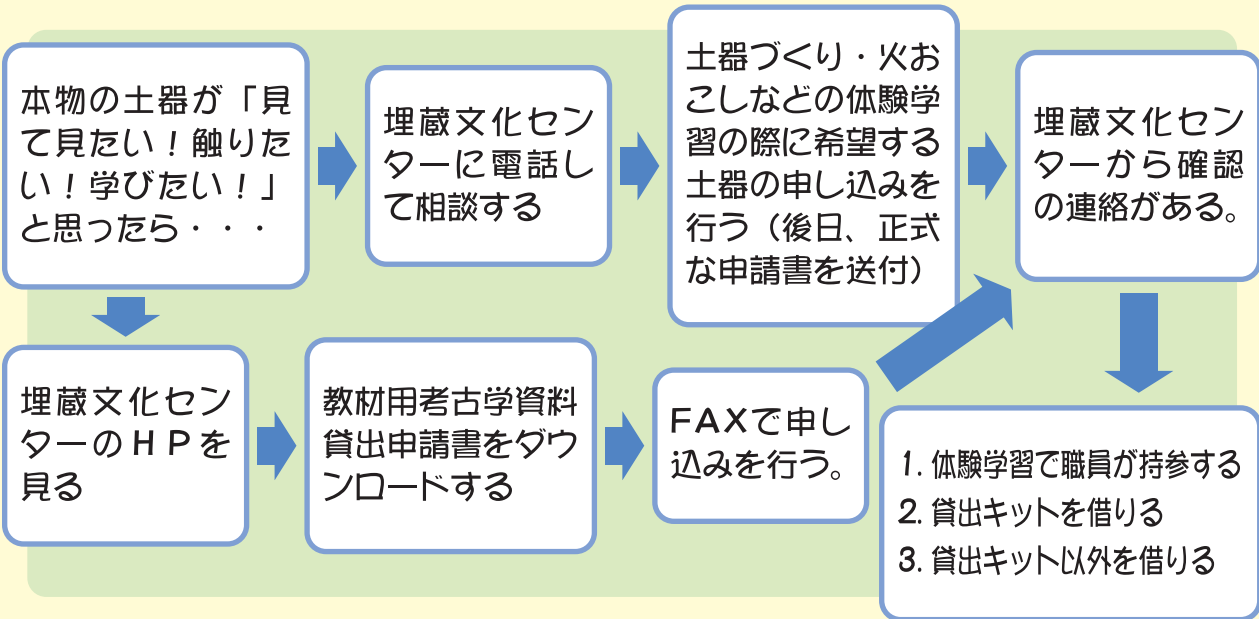 本物の土器が「見
て見たい！触りた
い！学びたい！」
と思ったら・・・
埋蔵文化セン
ターに電話し
て相談する
土器づくり・火お
こしなどの体験学
習の際に希望する
土器の申し込みを
行う（後日、正式
な申請書を送付）
埋蔵文化セン
ターから確認
の連絡がある。
埋蔵文化セン
ターのＨＰを
見る
教材用考古学資料
貸出申請書をダウ
ンロードする
ＦＡＸで申し
込みを行う。
1. 体験学習で職員が持参する
2. 貸出キットを借りる
3. 貸出キット以外を借りる